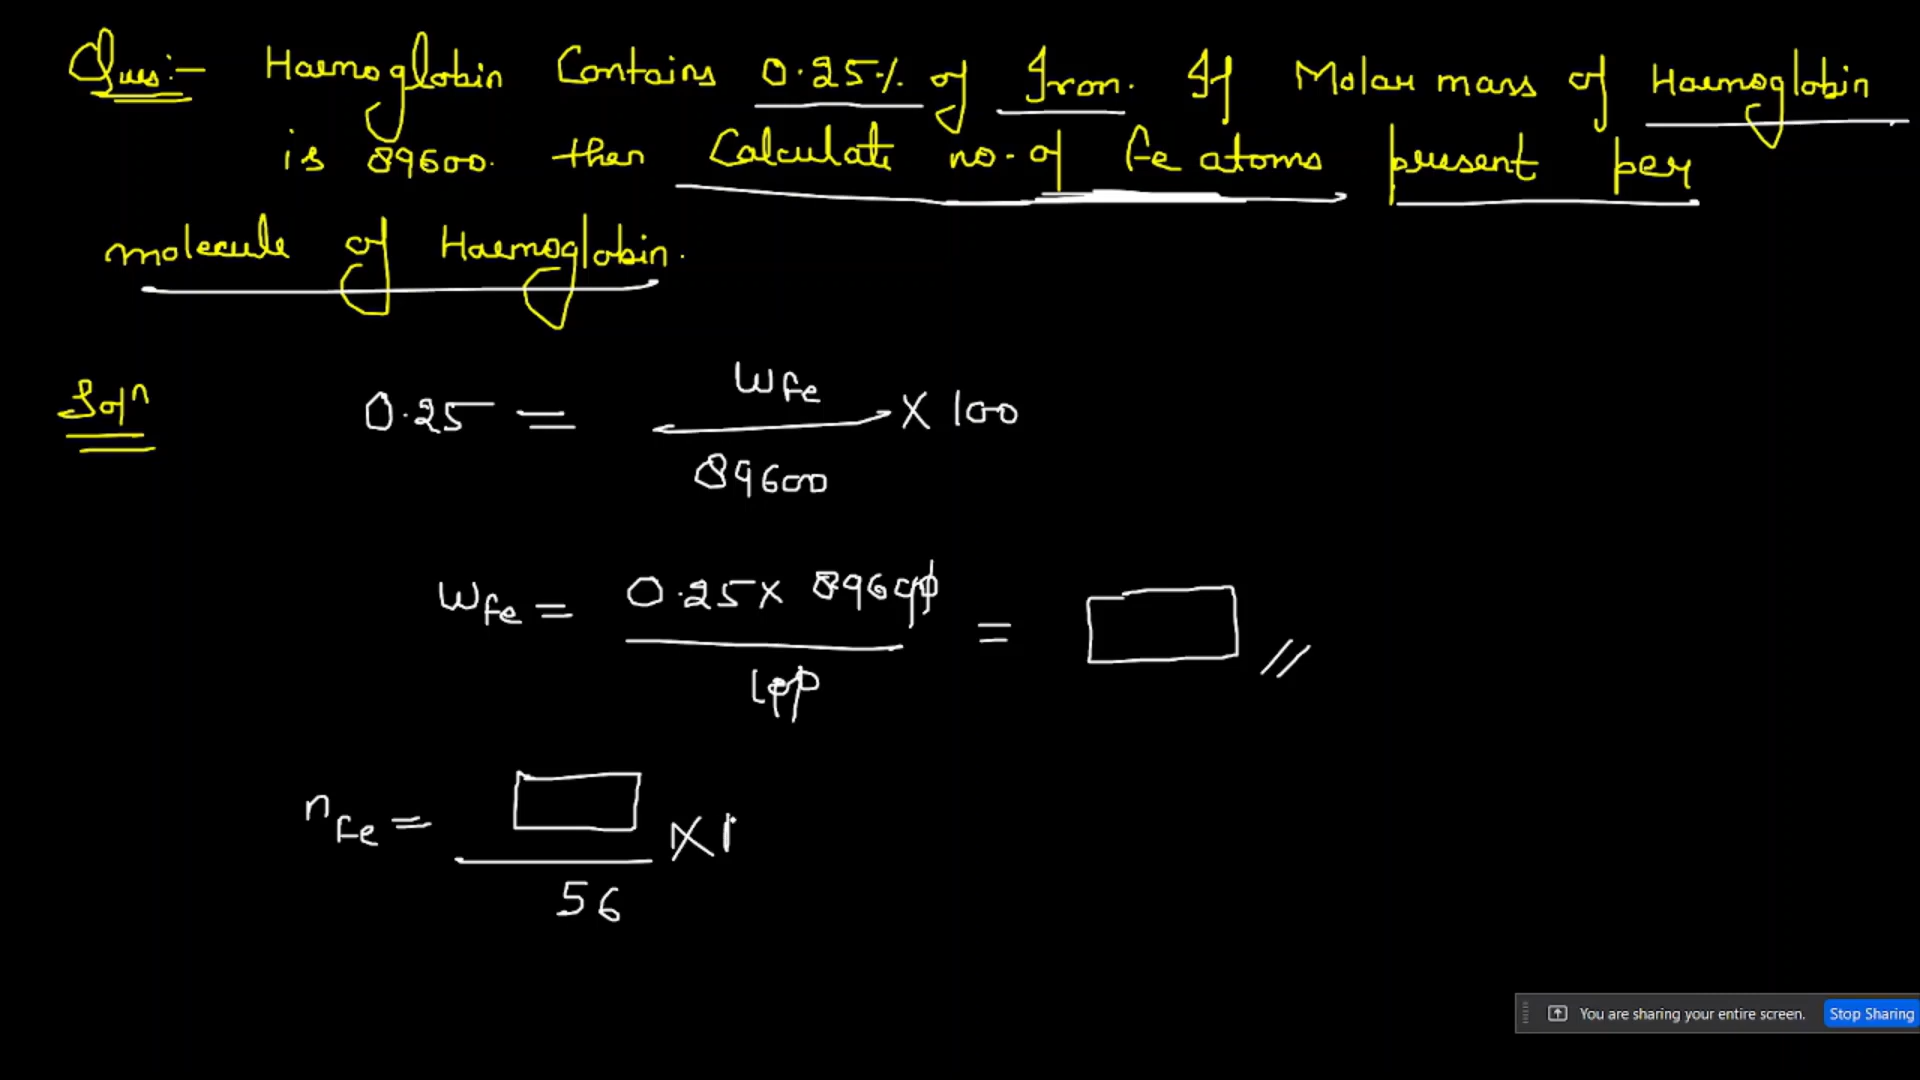 Ques:- Haemoglobin Contains 0.25% of Iron. If Molar mass of Haemoglobin
is 89600. then Calculate no. of Fe atoms present per
molecule of Haemoglobin.
Solⁿ 0.25 = WFe / 89600 × 100
WFe = 0.25 × 89600 / 100 =
nFe = / 56 × 1
You are sharing your entire screen. Stop Sharing